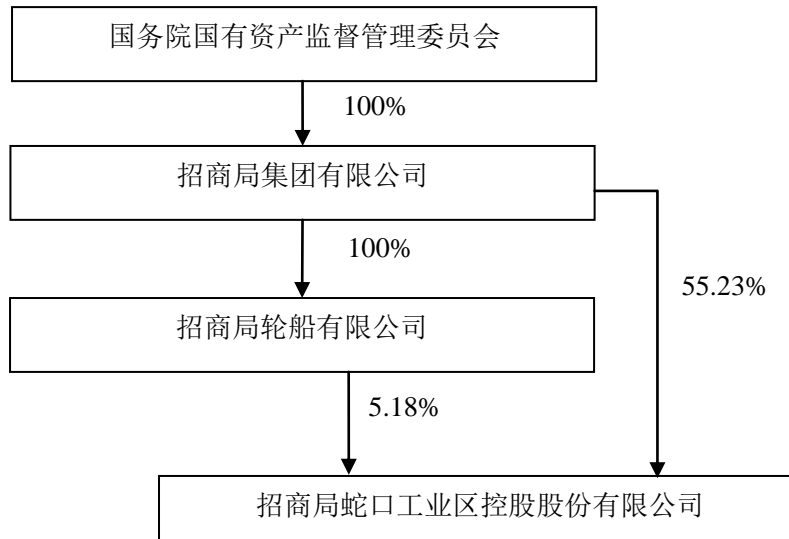 国务院国有资产监督管理委员会
100%
招商局集团有限公司
100%
55.23%
招商局轮船有限公司
5.18%
招商局蛇口工业区控股股份有限公司